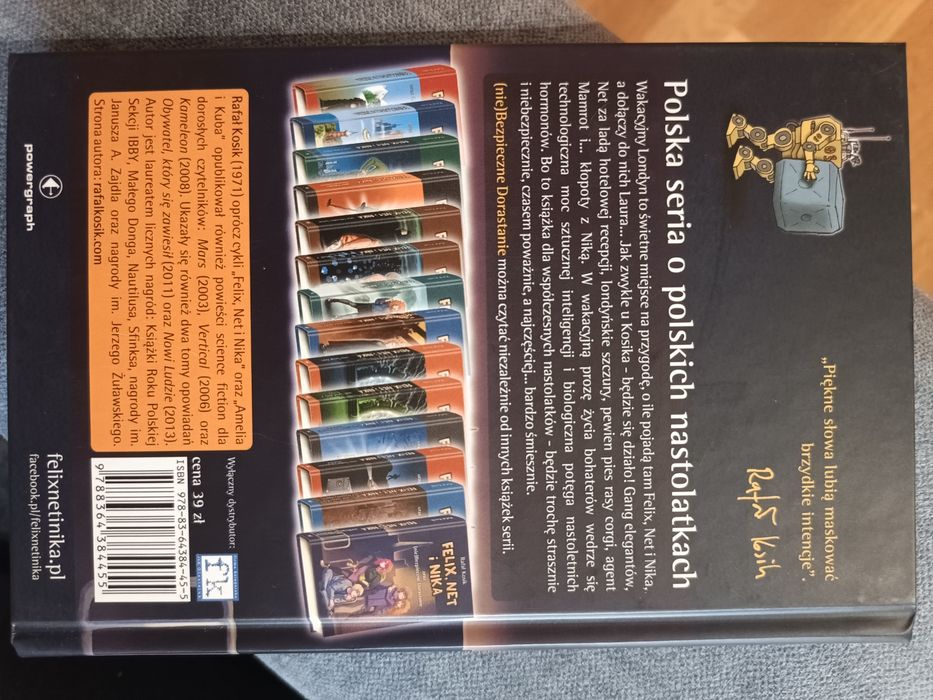 „Piękne słowa lubią maskować
brzydkie intencje”.
Rafał Kosik
Polska seria o polskich nastolatkach
Wakacyjny Londyn to świetne miejsce na przygodę, o ile pojadą tam Felix, Net i Nika,
a dołączy do nich Laura... Jak zwykle u Kosika – będzie się działo! Gang elegantów,
Net za ladą hotelowej recepcji, londyńskie szczury, pewien pies rasy corgi, agent
Mamrot i... kłopoty z Niką. W wakacyjną prozę życia bohaterów wedrze się
technologiczna moc sztucznej inteligencji i biologiczna potęga nastoletnich
hormonów. Bo to książka dla współczesnych nastolatków – będzie trochę strasznie
i niebezpiecznie, czasem poważnie, a najczęściej... bardzo śmiesznie.
(nie)Bezpieczne Dorastanie można czytać niezależnie od innych książek serii.
Rafał Kosik
FELIX, NET
i NIKA
Rafał Kosik (1971) oprócz cykli „Felix, Net i Nika” oraz „Amelia
i Kuba” opublikował również powieści science fiction dla
dorosłych czytelników: Mars (2003), Vertical (2006) oraz
Kameleon (2008). Ukazały się również dwa tomy opowiadań
Obywatel, który się zawiesił (2011) oraz Nowi Ludzie (2013).
Autor jest laureatem licznych nagród: Książki Roku Polskiej
Sekcji IBBY, Małego Donga, Nautilusa, Sfinksa, nagrody im.
Janusza A. Zajdla oraz nagrody im. Jerzego Żuławskiego.
Strona autora: rafalkosik.com
Wyłączny dystrybutor:
cena 39 zł
ISBN 978-83-64384-45-5
9 788364 384455
powergraph
felixnetinika.pl
facebook.pl/felixnetinika